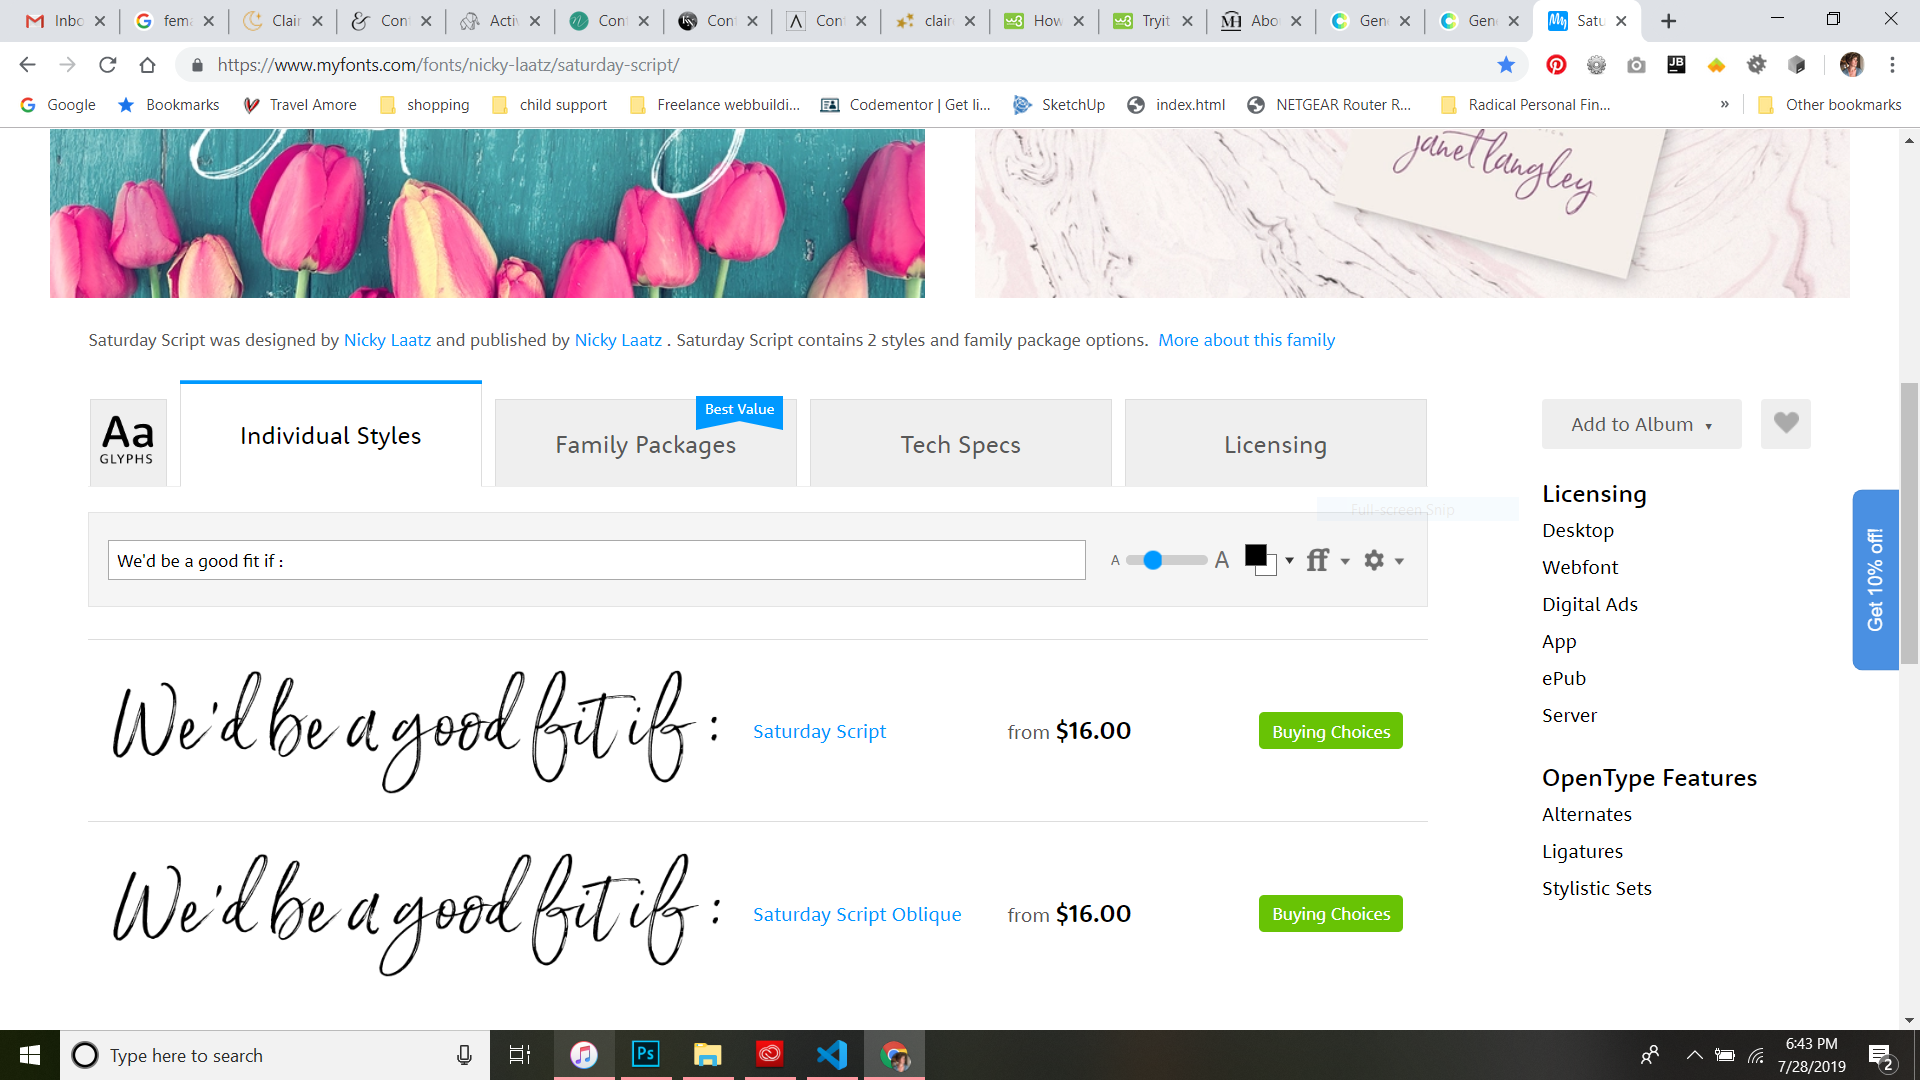 Inbo
fema
Clair
Con
Activ
Con
Con
Con
clair
How
Tryit
Abo
Gen
Gen
Satu
https://www.myfonts.com/fonts/nicky-laatz/saturday-script/
Google
Bookmarks
Travel Amore
shopping
child support
Freelance webbuildi...
Codementor | Get li...
SketchUp
index.html
NETGEAR Router R...
Radical Personal Fin...
»
Other bookmarks
janet langley
Saturday Script was designed by Nicky Laatz and published by Nicky Laatz . Saturday Script contains 2 styles and family package options. More about this family
Aa
GLYPHS
Individual Styles
Best Value
Family Packages
Tech Specs
Licensing
Add to Album ▾
Full-screen Snip
We'd be a good fit if :
A
A
ff
Licensing
Desktop
Webfont
Digital Ads
App
ePub
Server
Get 10% off!
We'd be a good fit if :
Saturday Script
from $16.00
Buying Choices
OpenType Features
Alternates
Ligatures
Stylistic Sets
We'd be a good fit if :
Saturday Script Oblique
from $16.00
Buying Choices
Type here to search
Ps
6:43 PM
7/28/2019
2